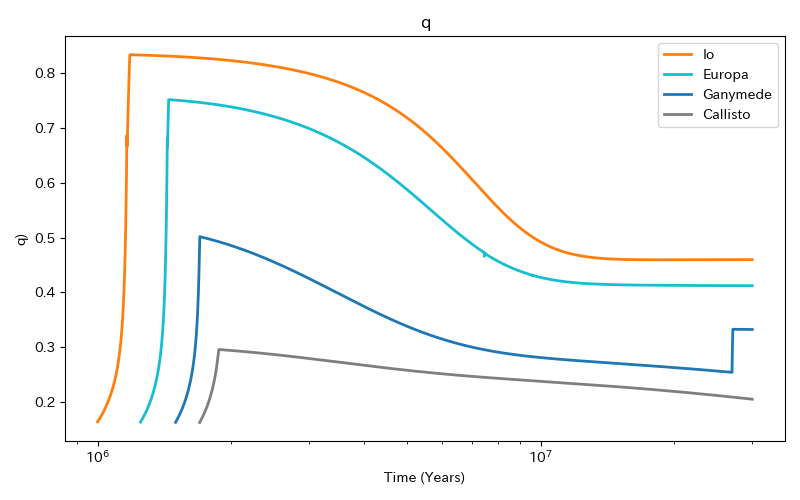 q
Io
Europa
Ganymede
Callisto
q)
0.8
0.7
0.6
0.5
0.4
0.3
0.2
10⁶
10⁷
Time (Years)